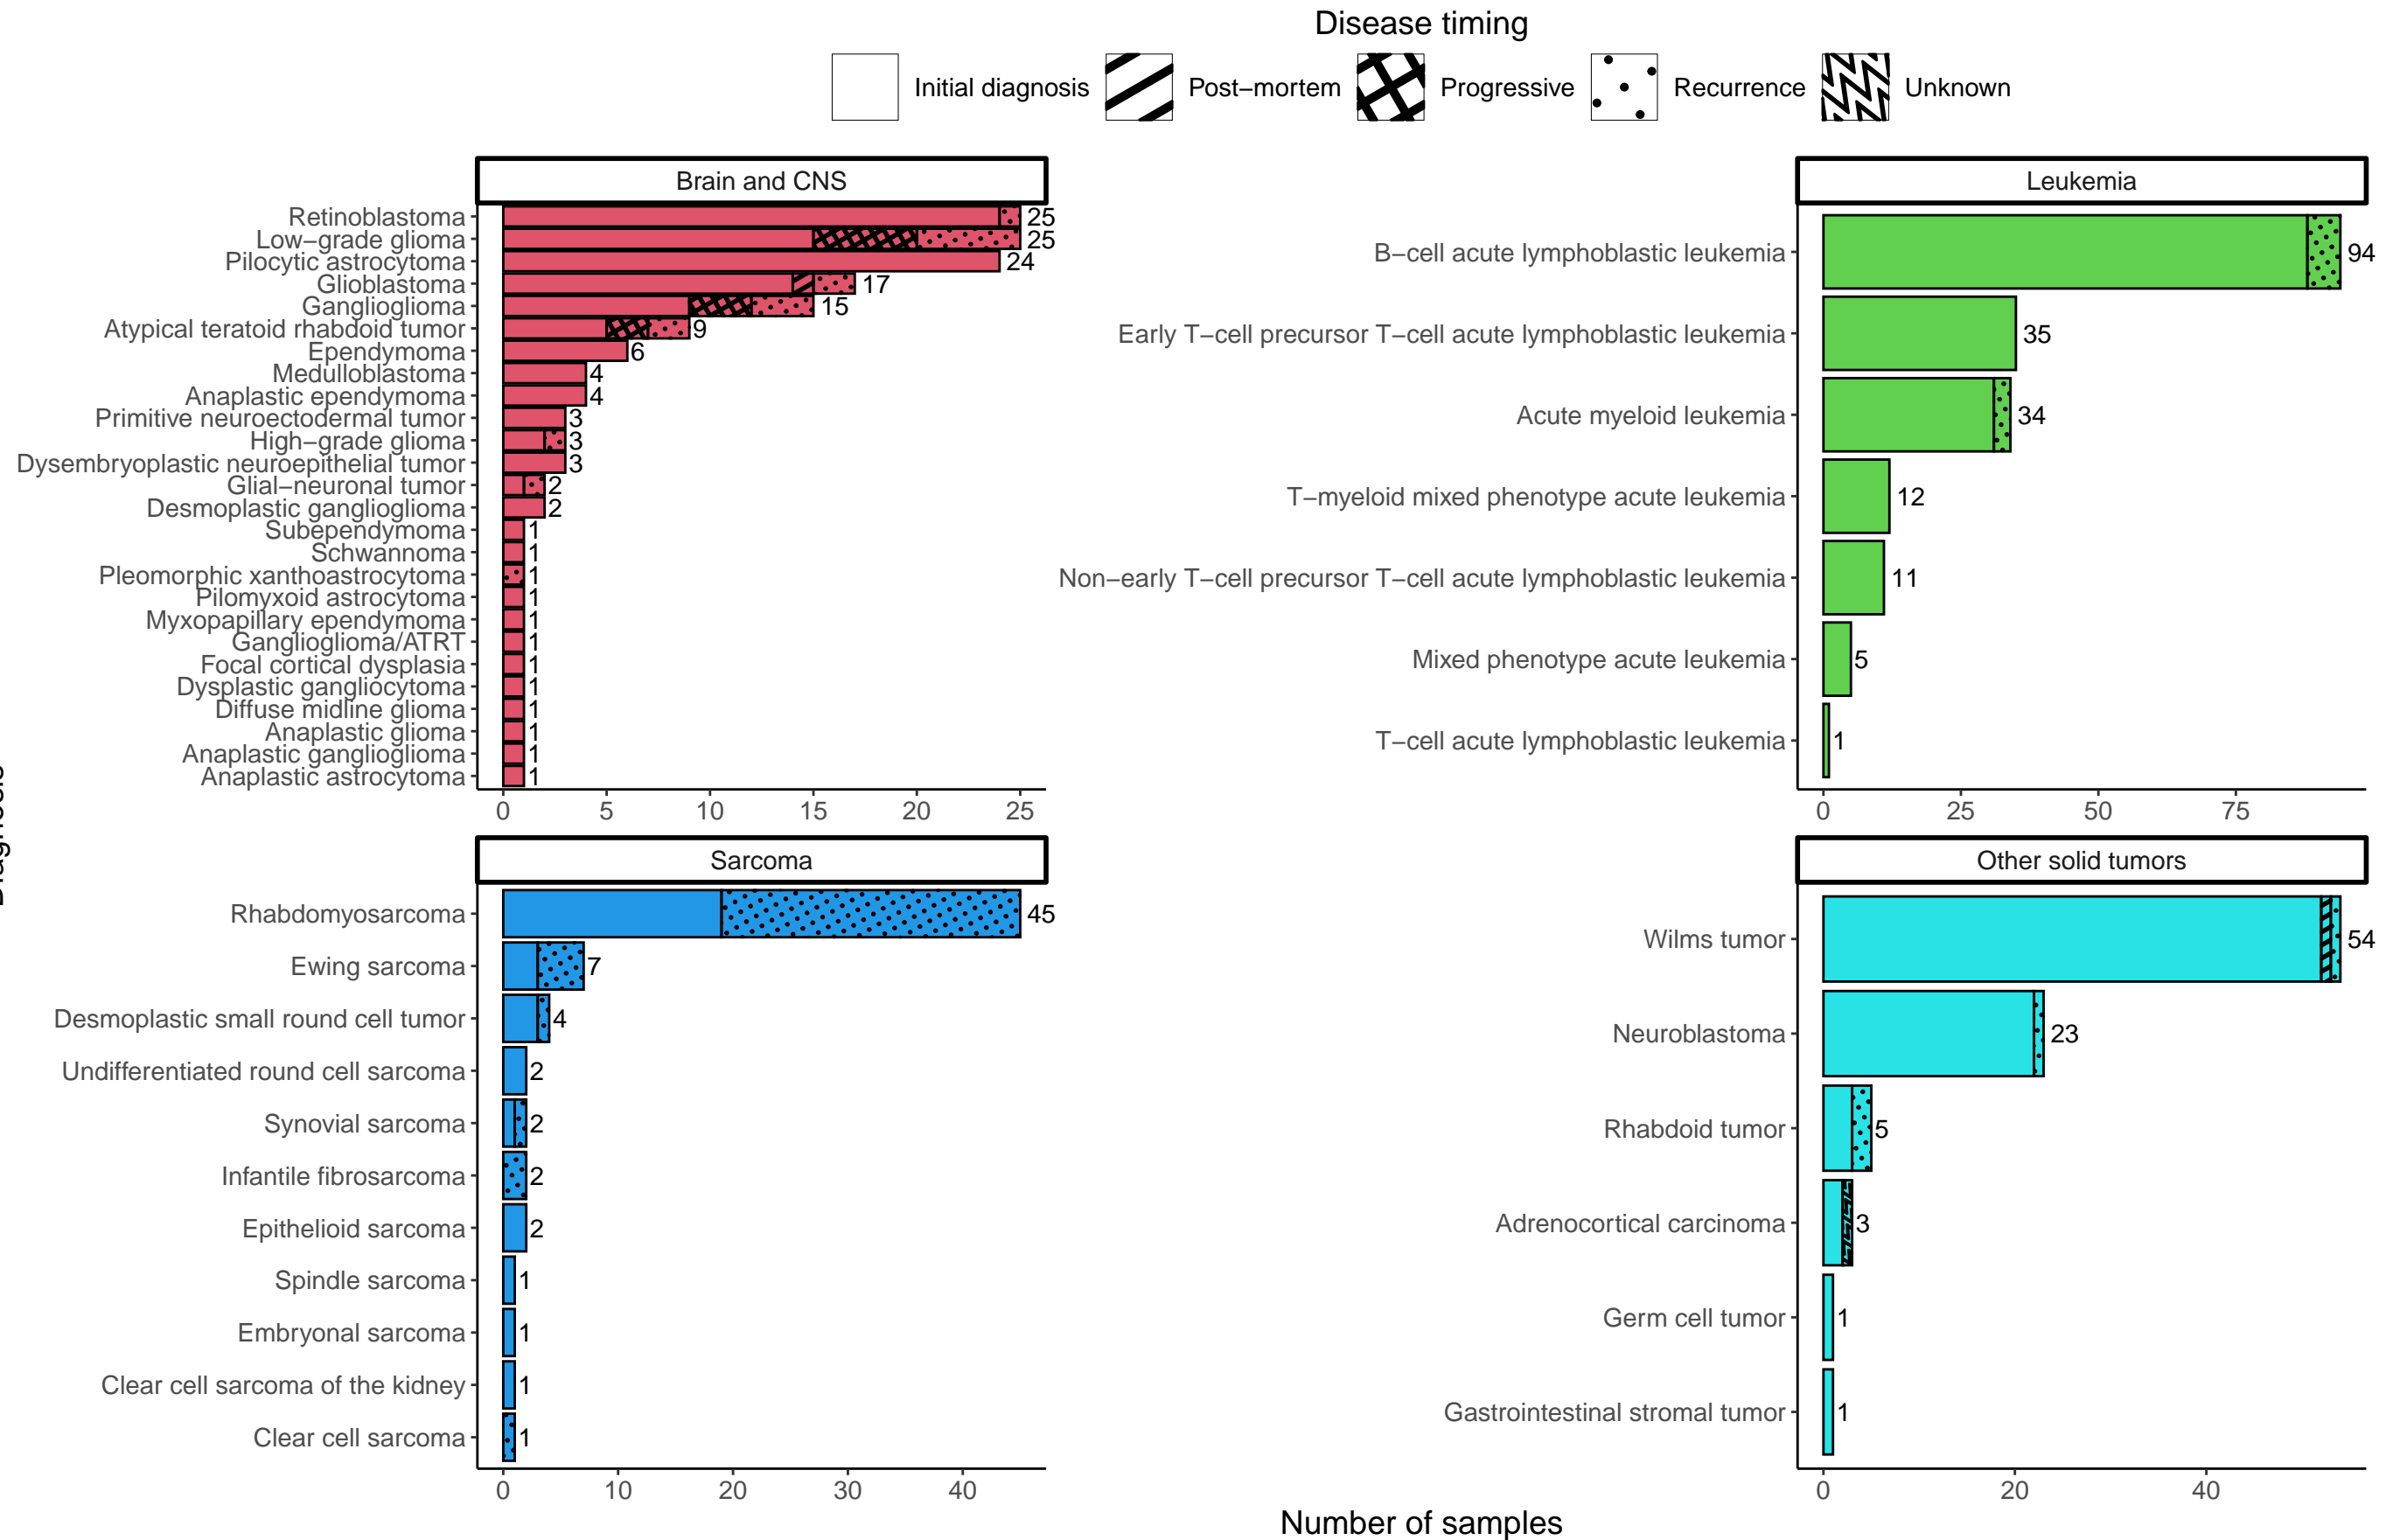 Disease timing
Initial diagnosis Post−mortem Progressive Recurrence Unknown
Brain and CNS
Retinoblastoma 25
Low−grade glioma 25
Pilocytic astrocytoma 24
Glioblastoma 17
Ganglioglioma 15
Atypical teratoid rhabdoid tumor 9
Ependymoma 6
Medulloblastoma 4
Anaplastic ependymoma 4
Primitive neuroectodermal tumor 3
High−grade glioma 3
Dysembryoplastic neuroepithelial tumor 3
Glial−neuronal tumor 2
Desmoplastic ganglioglioma 2
Subependymoma 1
Schwannoma 1
Pleomorphic xanthoastrocytoma 1
Pilomyxoid astrocytoma 1
Myxopapillary ependymoma 1
Ganglioglioma/ATRT 1
Focal cortical dysplasia 1
Dysplastic gangliocytoma 1
Diffuse midline glioma 1
Anaplastic glioma 1
Anaplastic ganglioglioma 1
Anaplastic astrocytoma 1
0 5 10 15 20 25
Leukemia
B−cell acute lymphoblastic leukemia 94
Early T−cell precursor T−cell acute lymphoblastic leukemia 35
Acute myeloid leukemia 34
T−myeloid mixed phenotype acute leukemia 12
Non−early T−cell precursor T−cell acute lymphoblastic leukemia 11
Mixed phenotype acute leukemia 5
T−cell acute lymphoblastic leukemia 1
0 25 50 75
Sarcoma
Rhabdomyosarcoma 45
Ewing sarcoma 7
Desmoplastic small round cell tumor 4
Undifferentiated round cell sarcoma 2
Synovial sarcoma 2
Infantile fibrosarcoma 2
Epithelioid sarcoma 2
Spindle sarcoma 1
Embryonal sarcoma 1
Clear cell sarcoma of the kidney 1
Clear cell sarcoma 1
0 10 20 30 40
Other solid tumors
Wilms tumor 54
Neuroblastoma 23
Rhabdoid tumor 5
Adrenocortical carcinoma 3
Germ cell tumor 1
Gastrointestinal stromal tumor 1
0 20 40
Number of samples